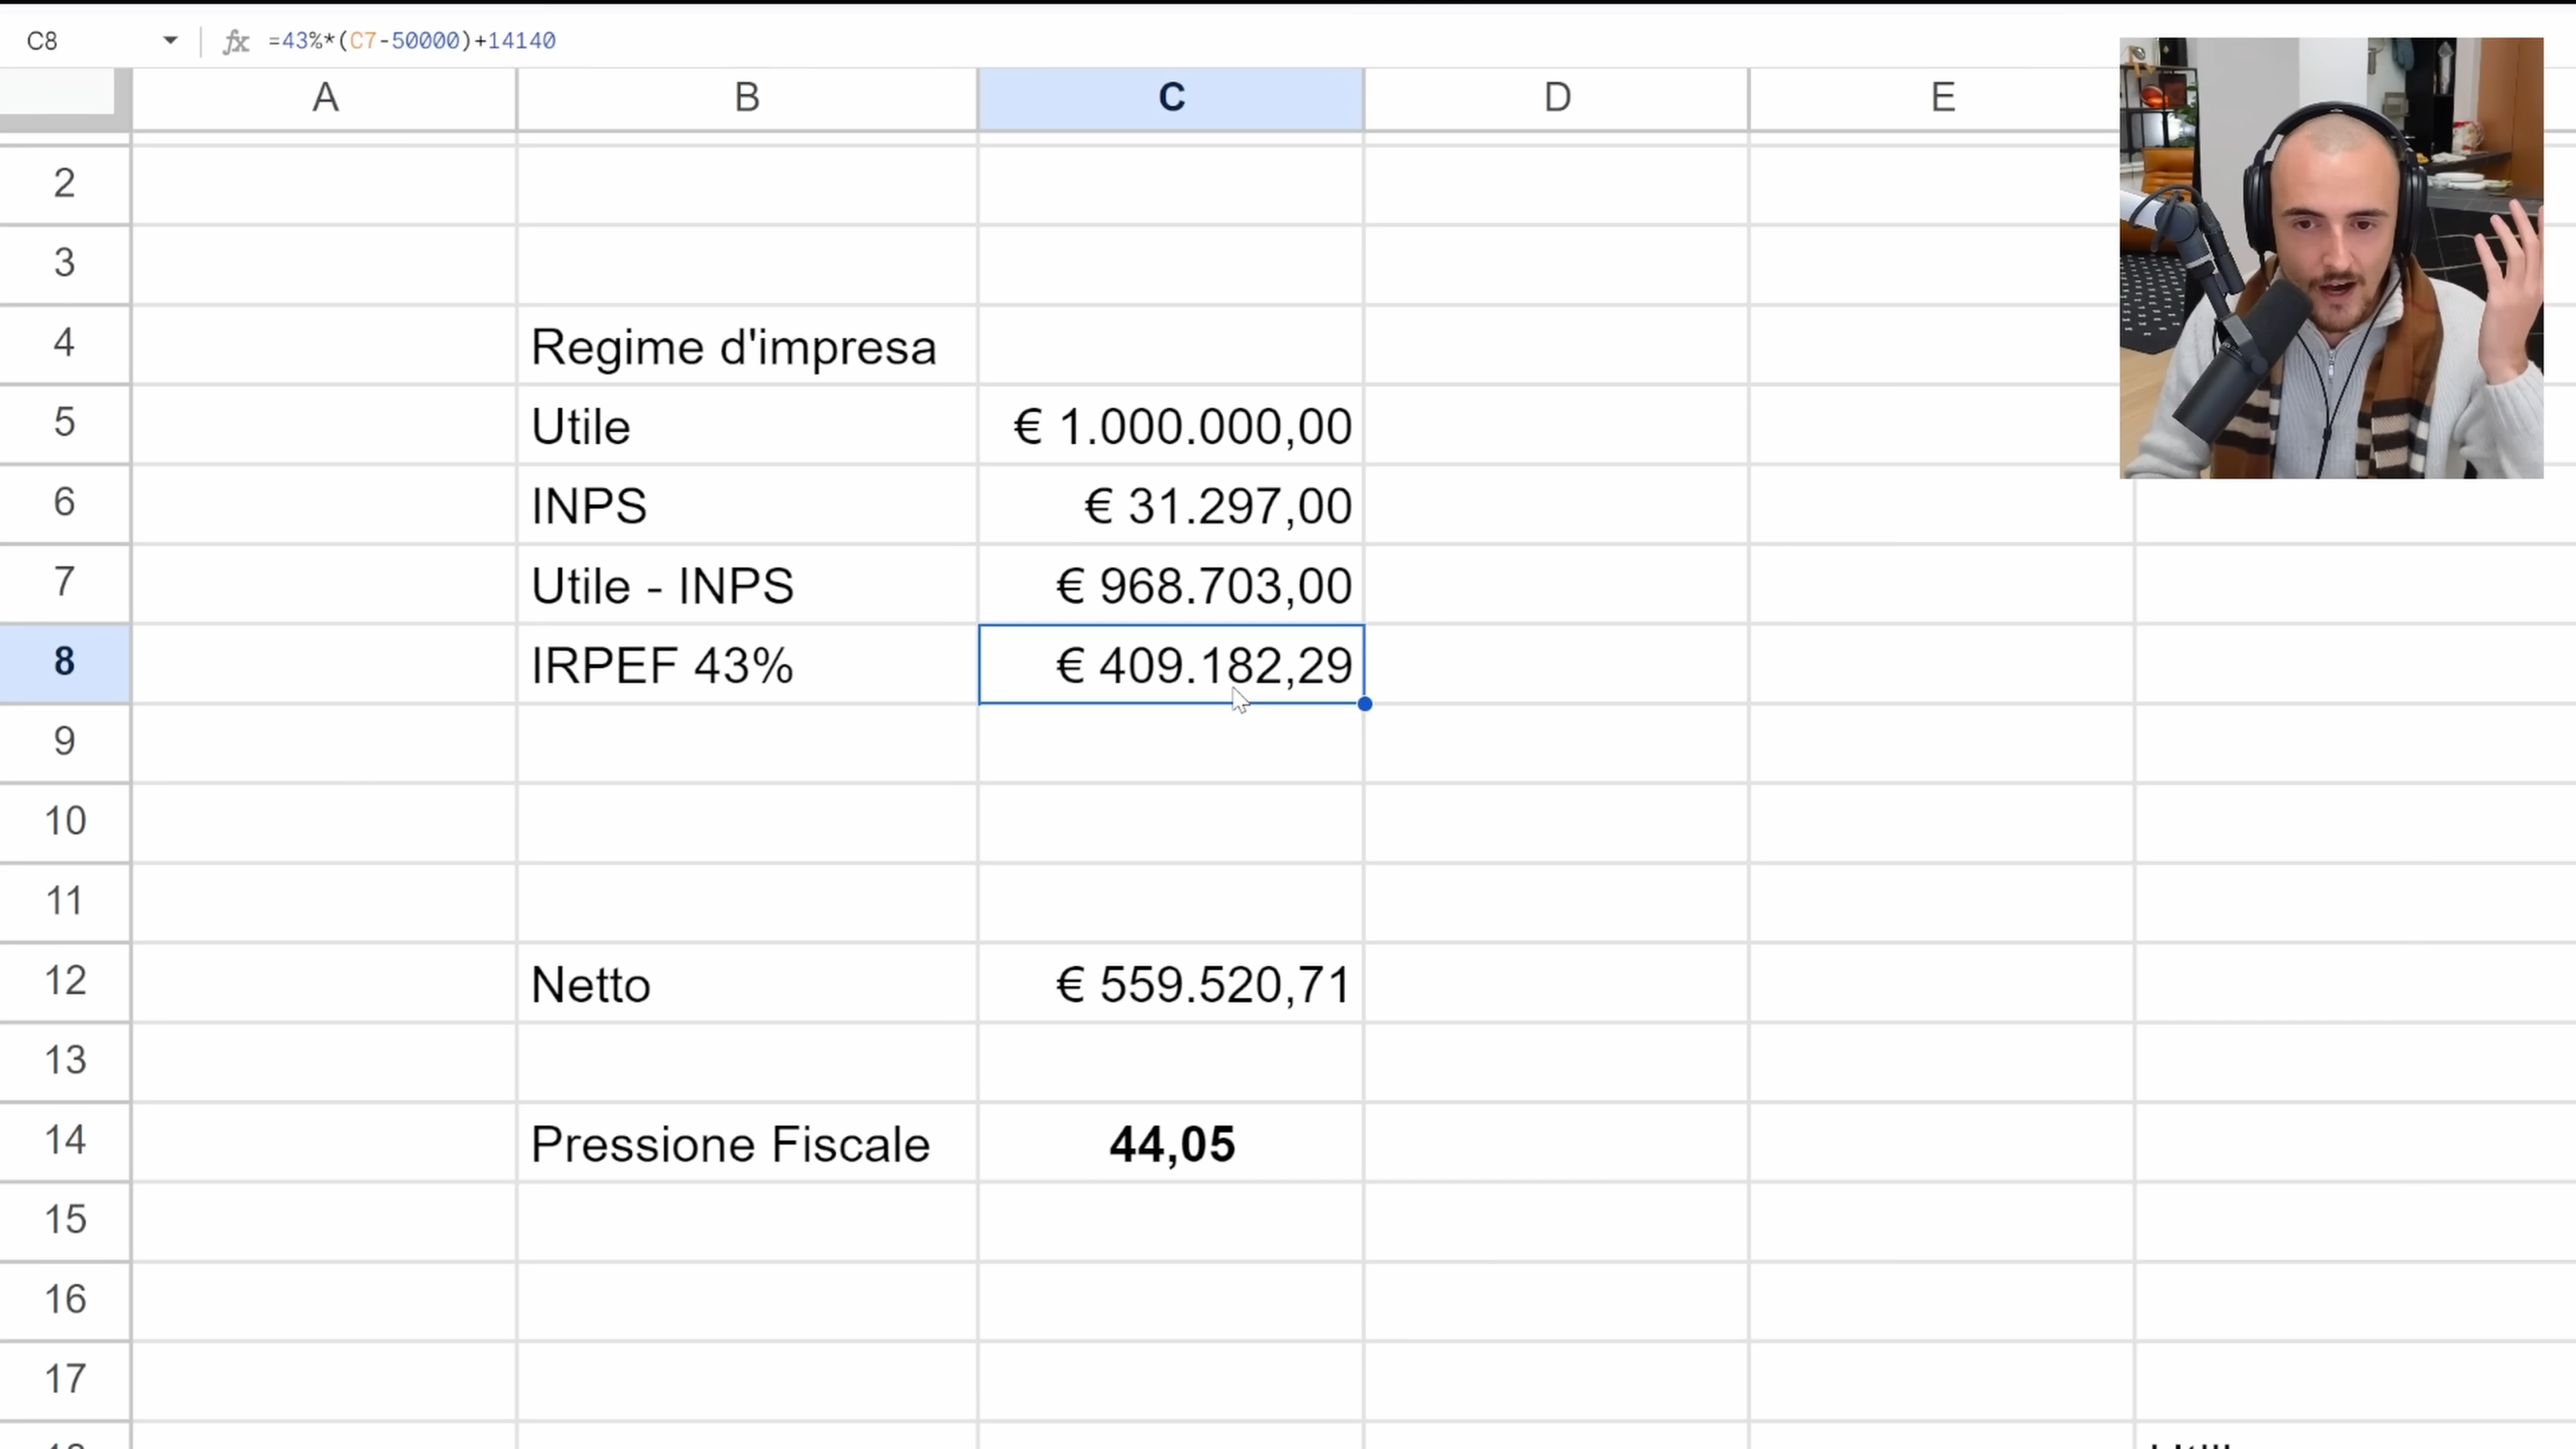 C8 fx =43%*(C7-50000)+14140
A B C D E
2
3
4 Regime d'impresa
5 Utile € 1.000.000,00
6 INPS € 31.297,00
7 Utile - INPS € 968.703,00
8 IRPEF 43% € 409.182,29
9
10
11
12 Netto € 559.520,71
13
14 Pressione Fiscale 44,05
15
16
17